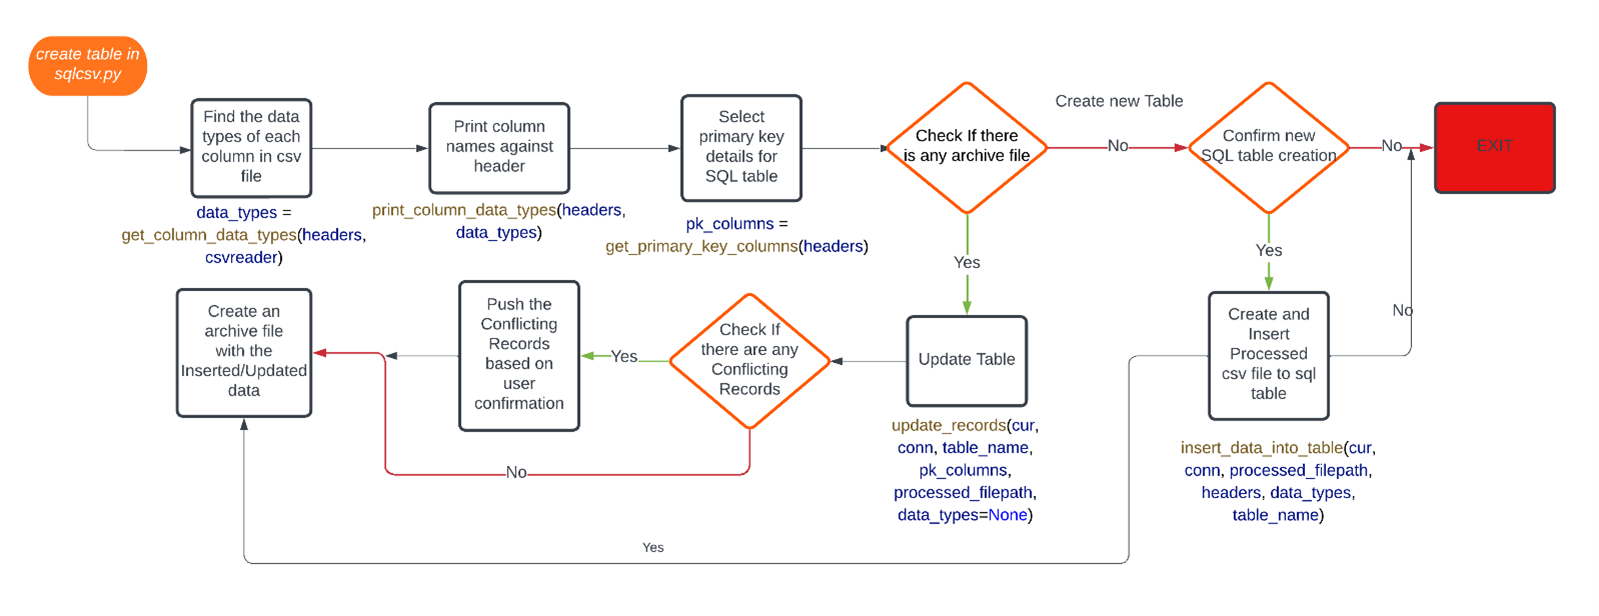 create table in
sqlcsv.py
Find the data
types of each
column in csv
file
data_types =
get_column_data_types(headers,
csvreader)
Print column
names against
header
print_column_data_types(headers,
data_types)
Select
primary key
details for
SQL table
pk_columns =
get_primary_key_columns(headers)
Check If there
is any archive file
No
Create new Table
Confirm new
SQL table creation
No
EXIT
Yes
Yes
Create an
archive file
with the
Inserted/Updated
data
Push the
Conflicting
Records
based on
user
confirmation
Yes
Check If
there are any
Conflicting
Records
No
Update Table
update_records(cur,
conn, table_name,
pk_columns,
processed_filepath,
data_types=None)
Create and
Insert
Processed
csv file to sql
table
No
insert_data_into_table(cur,
conn, processed_filepath,
headers, data_types,
table_name)
Yes